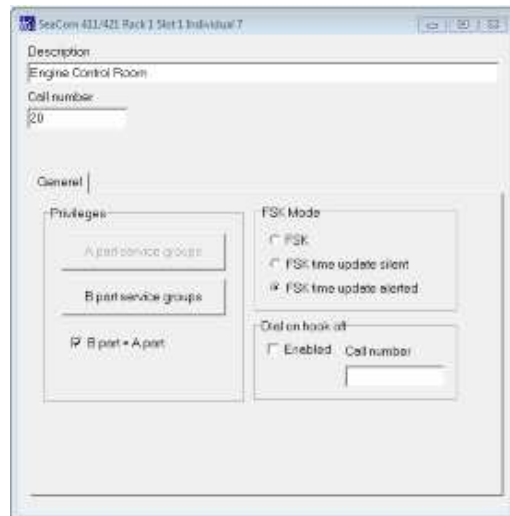 SeaCom 411/421 Rack 1 Slot 1 Individual 7
Description
Engine Control Room
Call number
20
General
Privileges
A part service groups
B part service groups
B part = A part
FSK Mode
FSK
FSK time update silent
FSK time update alerted
Dial on hook off
Enabled Call number